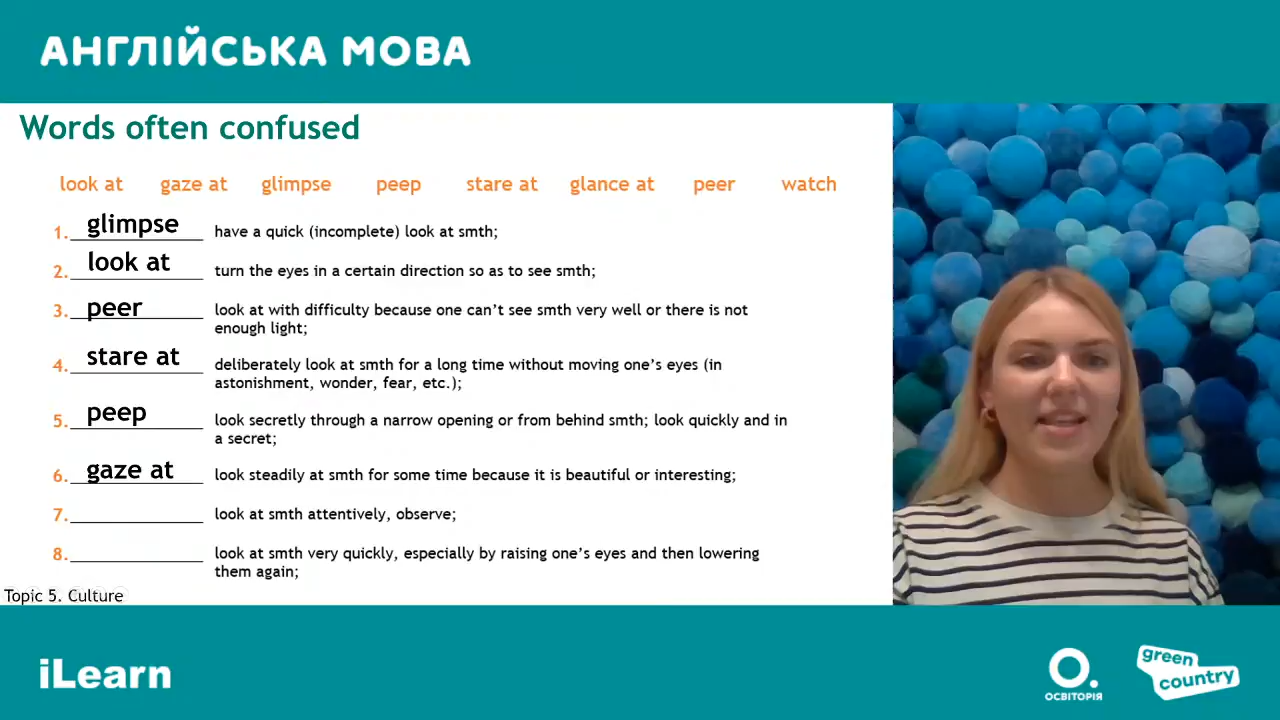 АНГЛІЙСЬКА МОВА
Words often confused
look at gaze at glimpse peep stare at glance at peer watch
1. glimpse have a quick (incomplete) look at smth;
2. look at turn the eyes in a certain direction so as to see smth;
3. peer look at with difficulty because one can't see smth very well or there is not
enough light;
4. stare at deliberately look at smth for a long time without moving one's eyes (in
astonishment, wonder, fear, etc.);
5. peep look secretly through a narrow opening or from behind smth; look quickly and in
a secret;
6. gaze at look steadily at smth for some time because it is beautiful or interesting;
7. ______________ look at smth attentively, observe;
8. ______________ look at smth very quickly, especially by raising one's eyes and then lowering
them again;
Topic 5. Culture
iLearn
О.
ОСВІТОРІЯ
green
country